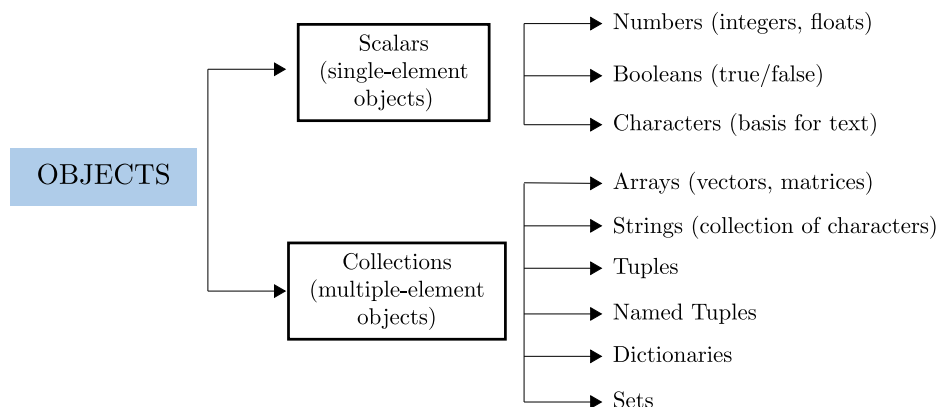 OBJECTS
Scalars
(single-element
objects)
Numbers (integers, floats)
Booleans (true/false)
Characters (basis for text)
Collections
(multiple-element
objects)
Arrays (vectors, matrices)
Strings (collection of characters)
Tuples
Named Tuples
Dictionaries
Sets